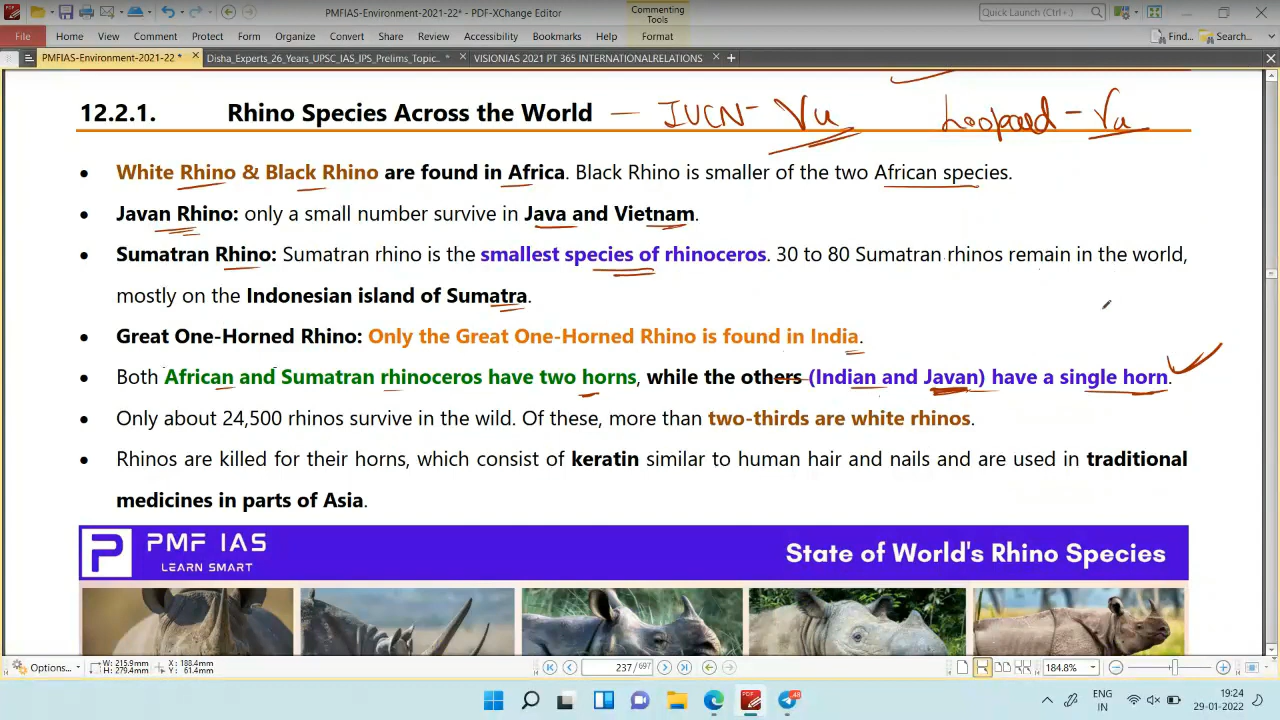 PMFIAS-Environment-2021-22* - PDF-XChange Editor
Commenting Tools
Quick Launch (Ctrl+.)
File Home View Comment Protect Form Organize Convert Share Review Accessibility Bookmarks Help Format Find... Search...
PMFIAS-Environment-2021-22 * × Disha_Experts_26_Years_UPSC_IAS_IPS_Prelims_Topic.. * × VISIONIAS 2021 PT 365 INTERNATIONALRELATIONS ×
12.2.1. Rhino Species Across the World — IUCN - Vu Leopard - Vu
• White Rhino & Black Rhino are found in Africa. Black Rhino is smaller of the two African species.
• Javan Rhino: only a small number survive in Java and Vietnam.
• Sumatran Rhino: Sumatran rhino is the smallest species of rhinoceros. 30 to 80 Sumatran rhinos remain in the world,
mostly on the Indonesian island of Sumatra.
• Great One-Horned Rhino: Only the Great One-Horned Rhino is found in India.
• Both African and Sumatran rhinoceros have two horns, while the others (Indian and Javan) have a single horn.
• Only about 24,500 rhinos survive in the wild. Of these, more than two-thirds are white rhinos.
• Rhinos are killed for their horns, which consist of keratin similar to human hair and nails and are used in traditional
medicines in parts of Asia.
PMF IAS
LEARN SMART
State of World's Rhino Species
Options...
W: 215.9mm
H: 279.4mm
X: 188.4mm
Y: 61.4mm
237 / 697
184.8%
48
ENG
IN
19:24
29-01-2022